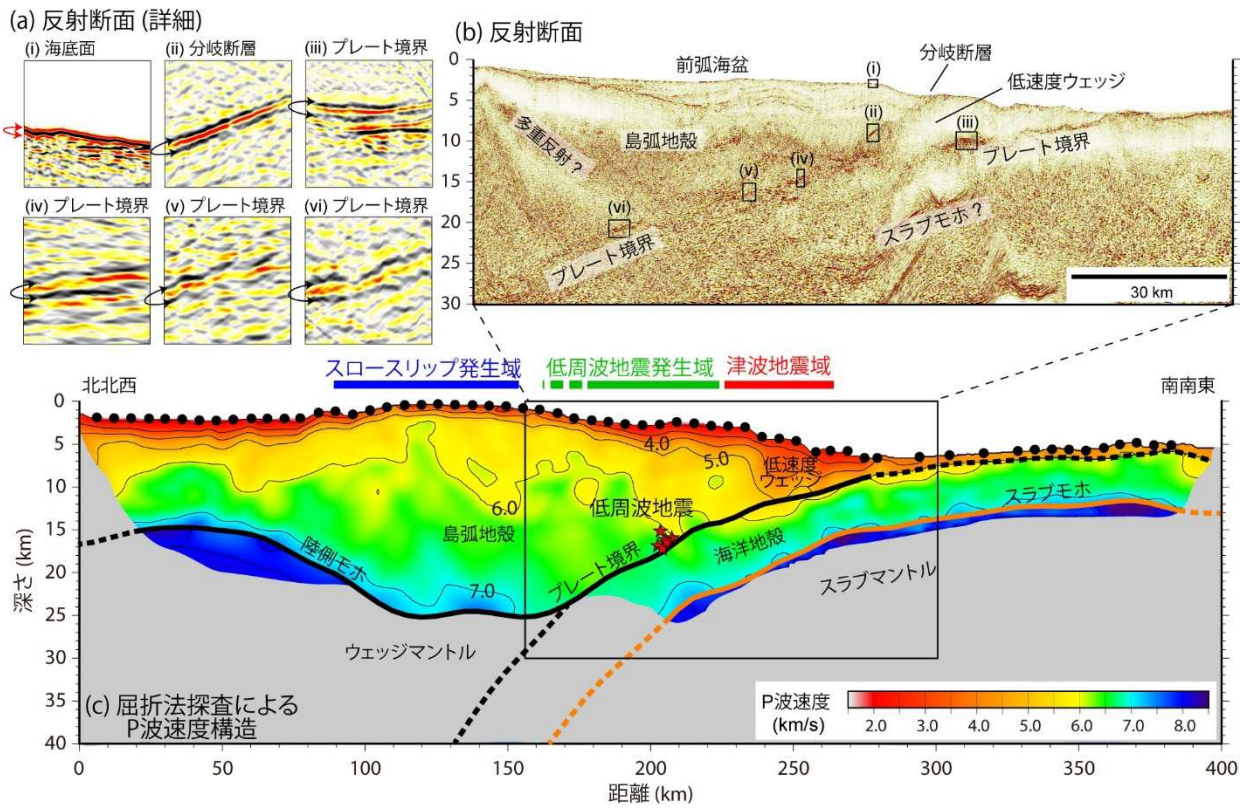 (a) 反射断面 (詳細)
(i) 海底面
(ii) 分岐断層
(iii) プレート境界
(iv) プレート境界
(v) プレート境界
(vi) プレート境界
(b) 反射断面
0
5
10
15
20
25
30
前弧海盆
(i)
分岐断層
低速度ウェッジ
(ii)
(iii)
多重反射?
島弧地殻
プレート境界
(iv)
(v)
(vi)
プレート境界
スラブモホ?
30 km
スロースリップ発生域
低周波地震発生域
津波地震域
北北西
南南東
0
5
10
15
20
25
30
35
40
深さ (km)
4.0
5.0
6.0
7.0
低速度
ウェッジ
低周波地震
島弧地殻
陸側モホ
プレート境界
海洋地殻
スラブモホ
スラブマントル
ウェッジマントル
(c) 屈折法探査による
P波速度構造
P波速度
(km/s)
2.0 3.0 4.0 5.0 6.0 7.0 8.0
0 50 100 150 200 250 300 350 400
距離 (km)